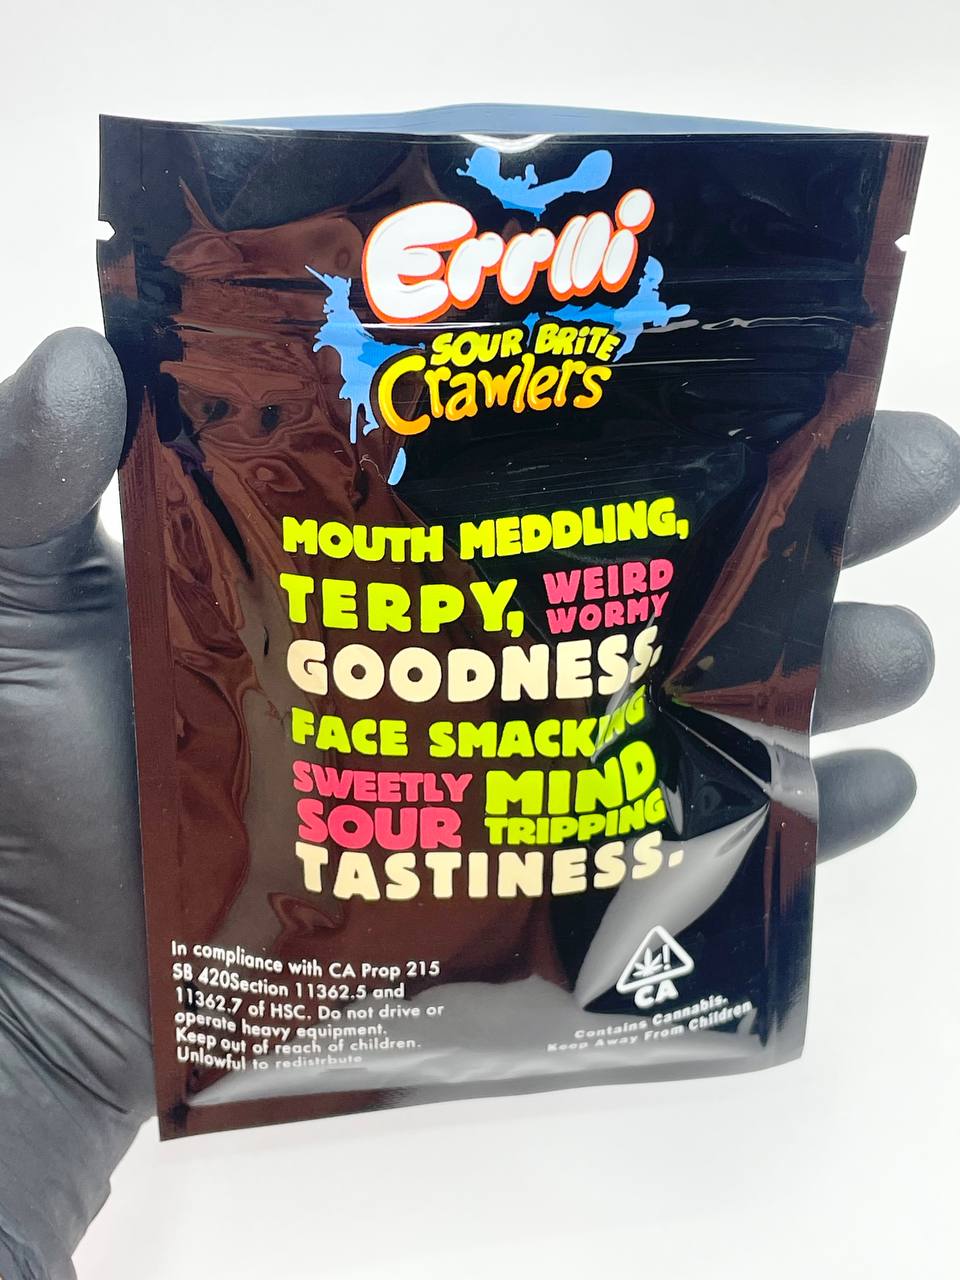 Errlli
SOUR BRiTE
Crawlers
MOUTH MEDDLING,
TERPY, WEIRD
WORMY
GOODNESS.
FACE SMACKING
SWEETLY MIND
SOUR TRIPPING
TASTINESS.
In compliance with CA Prop 215
SB 420Section 11362.5 and
11362.7 of HSC. Do not drive or
operate heavy equipment.
Keep out of reach of children.
Unlowful to redistrbute
CA
Contains Cannabis.
Keep Away From Children